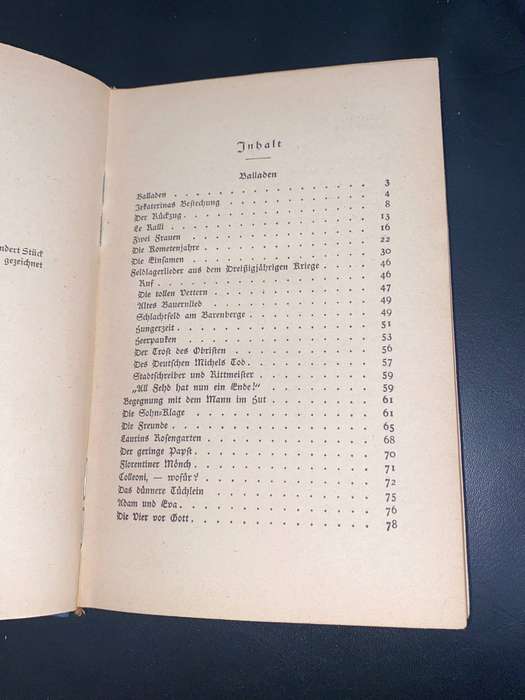 ndert Stück
gezeichnet
Inhalt
Balladen
Balladen . . . . . . . . . . . . 3
Jekaterinas Bestechung . . . . . . . . . . 4
Der Rückzug . . . . . . . . . . . . 8
Le Ralli . . . . . . . . . . . . 13
Zwei Frauen . . . . . . . . . . . . 16
Die Kometenjahre . . . . . . . . . . . 22
Die Einsamen . . . . . . . . . . . . 30
Feldlagerlieder aus dem Dreißigjährigen Kriege . . . . 46
Ruf . . . . . . . . . . . . 46
Die tollen Vettern . . . . . . . . . . 47
Altes Bauernlied . . . . . . . . . . 49
Schlachtfeld am Barenberge . . . . . . . . 49
Hungerzeit . . . . . . . . . . . . 51
Heerpauken . . . . . . . . . . . . 53
Der Trost des Obristen . . . . . . . . . 56
Des Deutschen Michels Tod . . . . . . . . 57
Stadtschreiber und Rittmeister . . . . . . . 59
„All Fehd hat nun ein Ende!“ . . . . . . . 59
Begegnung mit dem Mann im Hut . . . . . . . 61
Die Sohn-Klage . . . . . . . . . . . 61
Die Freunde . . . . . . . . . . . . 65
Laurins Rosengarten . . . . . . . . . . 68
Der geringe Papst . . . . . . . . . . . 70
Florentiner Mönch . . . . . . . . . . . 71
Colleoni, — wofür? . . . . . . . . . . 72
Das dünnere Tüchlein . . . . . . . . . . 75
Adam und Eva . . . . . . . . . . . . 76
Die Vier vor Gott . . . . . . . . . . . 78